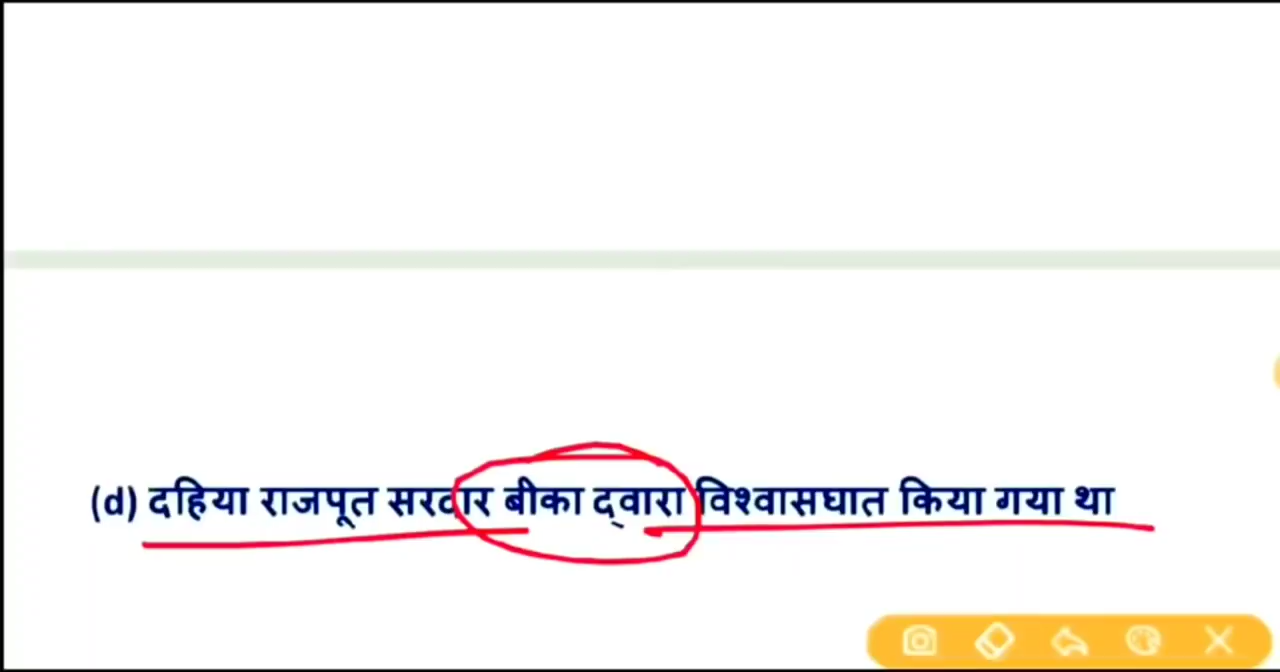 (d) दहिया राजपूत सरदार बीका द्वारा विश्वासघात किया गया था